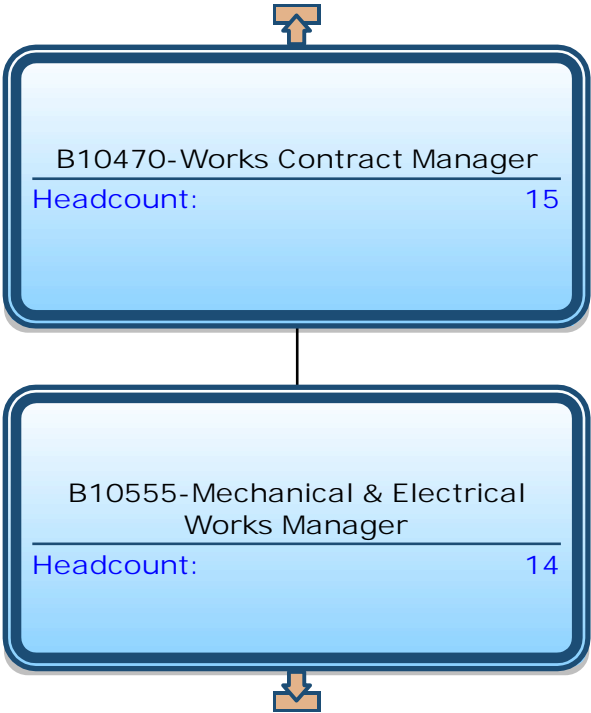 B10470-Works Contract Manager
Headcount: 15
B10555-Mechanical & Electrical
Works Manager
Headcount: 14